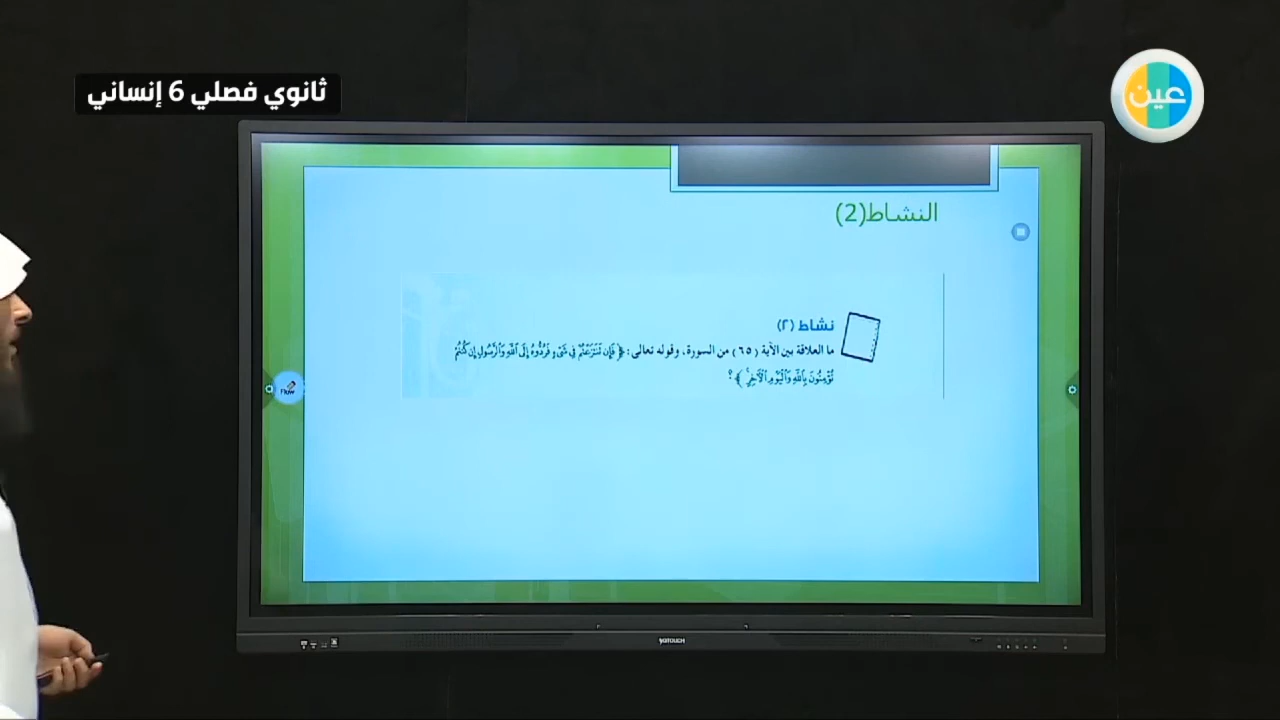 ثانوي فصلي 6 إنساني
عين
النشاط(2)
نشاط (٢)
ما العلاقة بين الآية (٦٥) من السورة، وقوله تعالى: ﴿ فَإِن تَنَٰزَعۡتُمۡ فِي شَيۡءٖ فَرُدُّوهُ إِلَى ٱللَّهِ وَٱلرَّسُولِ إِن كُنتُمۡ
تُؤۡمِنُونَ بِٱللَّهِ وَٱلۡيَوۡمِ ٱلۡأٓخِرِۚ ﴾؟
Flow